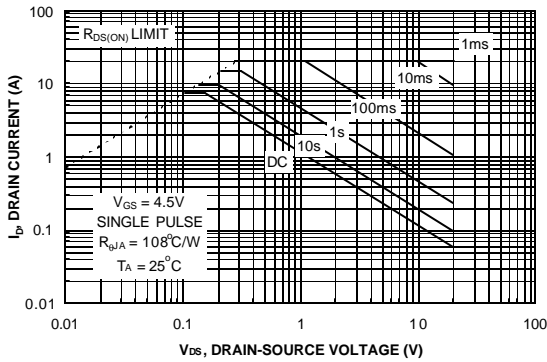 100
10
1
0.1
0.01
I_D, DRAIN CURRENT (A)
R_DS(ON) LIMIT
1ms
10ms
100ms
1s
10s
DC
V_GS = 4.5V
SINGLE PULSE
R_θJA = 108°C/W
T_A = 25°C
0.01 0.1 1 10 100
V_DS, DRAIN-SOURCE VOLTAGE (V)